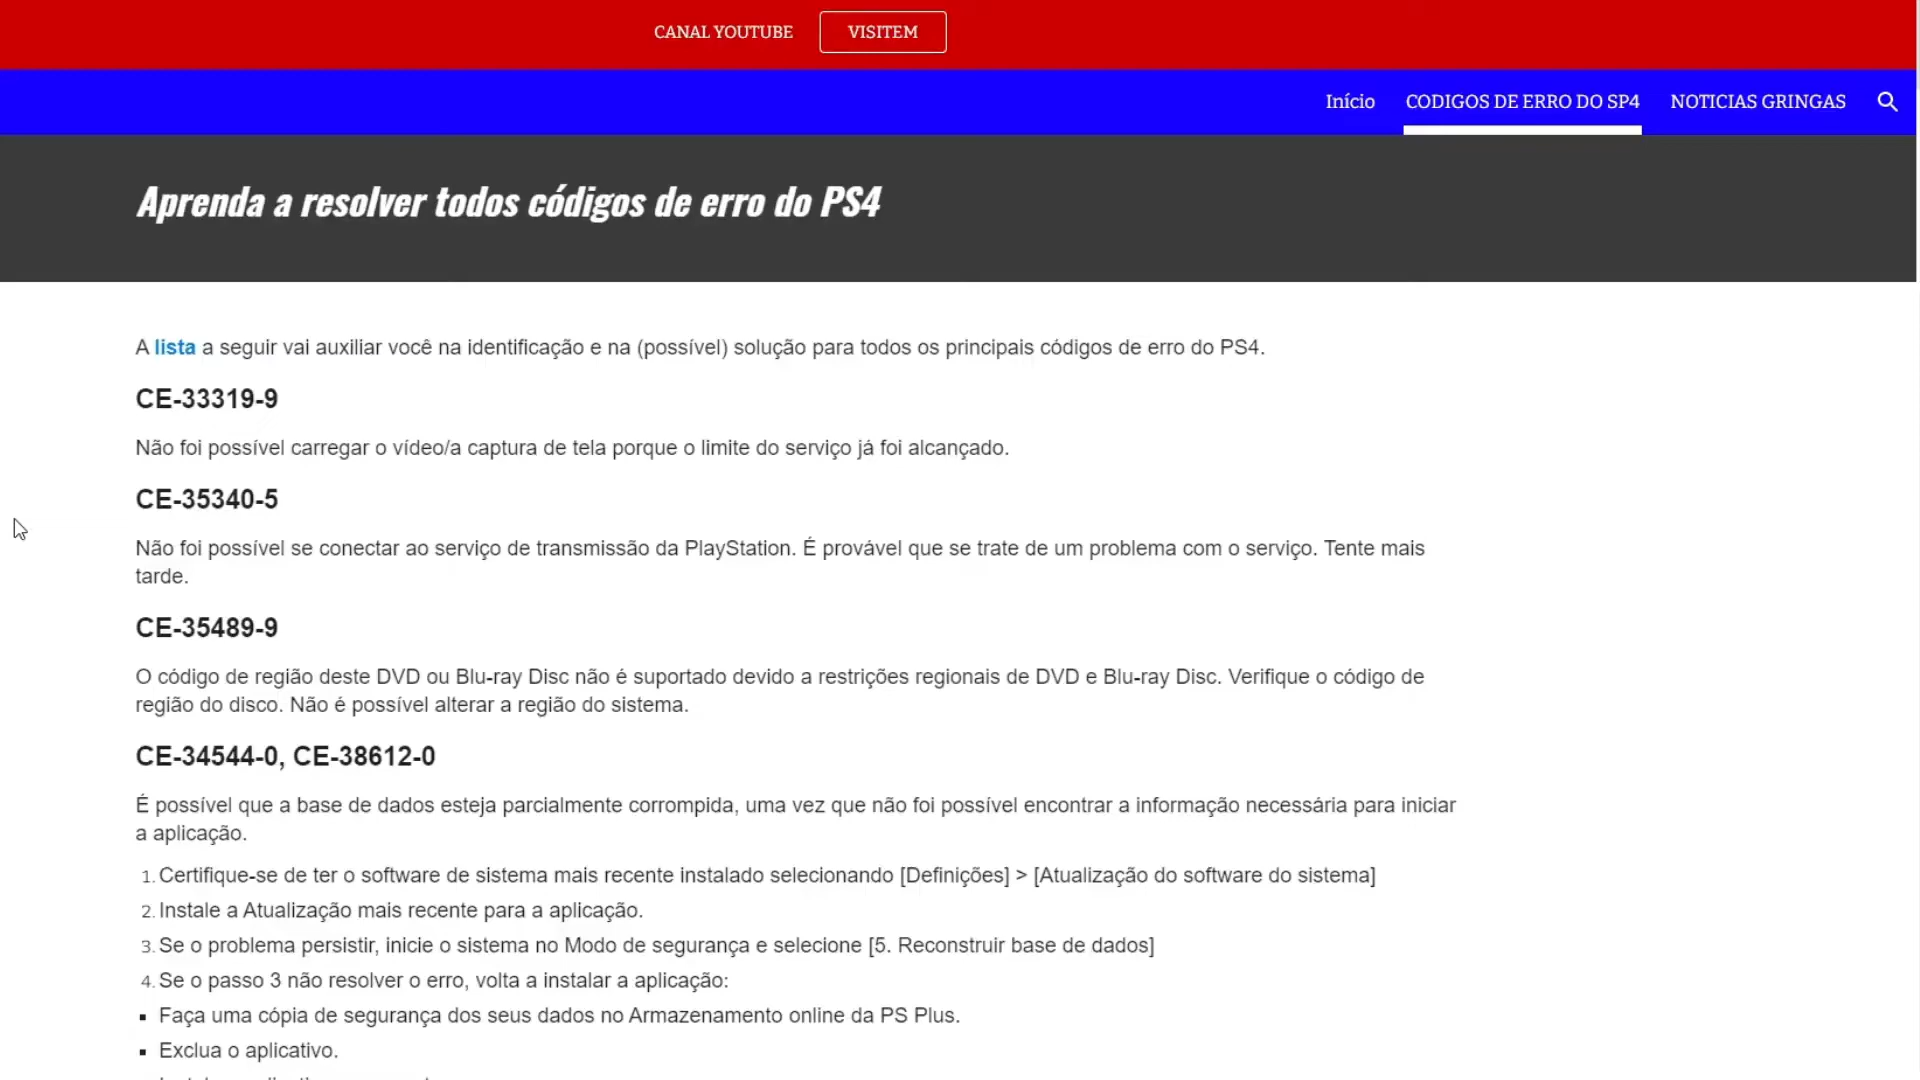 CANAL YOUTUBE VISITEM
Início CODIGOS DE ERRO DO SP4 NOTICIAS GRINGAS
Aprenda a resolver todos códigos de erro do PS4
A lista a seguir vai auxiliar você na identificação e na (possível) solução para todos os principais códigos de erro do PS4.
CE-33319-9
Não foi possível carregar o vídeo/a captura de tela porque o limite do serviço já foi alcançado.
CE-35340-5
Não foi possível se conectar ao serviço de transmissão da PlayStation. É provável que se trate de um problema com o serviço. Tente mais
tarde.
CE-35489-9
O código de região deste DVD ou Blu-ray Disc não é suportado devido a restrições regionais de DVD e Blu-ray Disc. Verifique o código de
região do disco. Não é possível alterar a região do sistema.
CE-34544-0, CE-38612-0
É possível que a base de dados esteja parcialmente corrompida, uma vez que não foi possível encontrar a informação necessária para iniciar
a aplicação.
1. Certifique-se de ter o software de sistema mais recente instalado selecionando [Definições] > [Atualização do software do sistema]
2. Instale a Atualização mais recente para a aplicação.
3. Se o problema persistir, inicie o sistema no Modo de segurança e selecione [5. Reconstruir base de dados]
4. Se o passo 3 não resolver o erro, volta a instalar a aplicação:
▪ Faça uma cópia de segurança dos seus dados no Armazenamento online da PS Plus.
▪ Exclua o aplicativo.